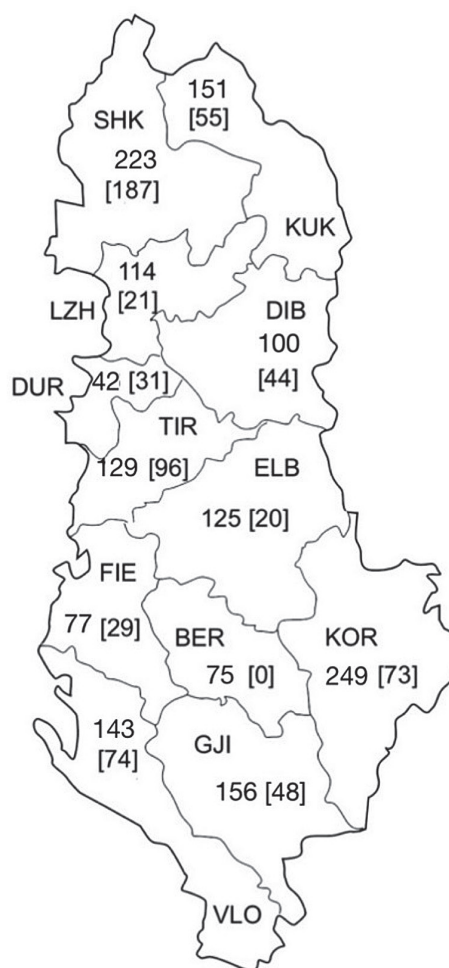 151
[55]
SHK
223
[187]
KUK
114
[21]
LZH
DIB
100
[44]
DUR
42 [31]
TIR
129 [96]
ELB
125 [20]
FIE
77 [29]
BER
75 [0]
KOR
249 [73]
143
[74]
GJI
156 [48]
VLO